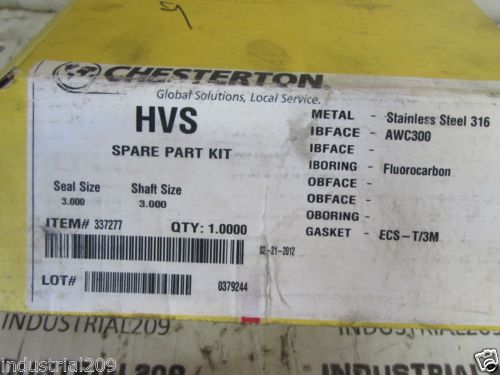 CHESTERTON
Global Solutions, Local Service.
HVS
SPARE PART KIT
Seal Size Shaft Size
3.000 3.000
ITEM# 337277 QTY: 1.0000
02-21-2012
LOT# 0379244
METAL - Stainless Steel 316
IBFACE - AWC300
IBFACE -
IBORING - Fluorocarbon
OBFACE -
OBFACE -
OBORING -
GASKET - ECS-T/3M
INDUSTRIAL209
industrial209
INDUSTRIAL209